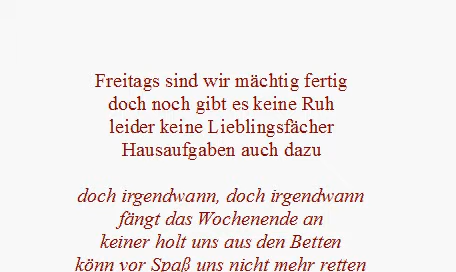 Freitags sind wir mächtig fertig
doch noch gibt es keine Ruh
leider keine Lieblingsfächer
Hausaufgaben auch dazu
doch irgendwann, doch irgendwann
fängt das Wochenende an
keiner holt uns aus den Betten
könn vor Spaß uns nicht mehr retten